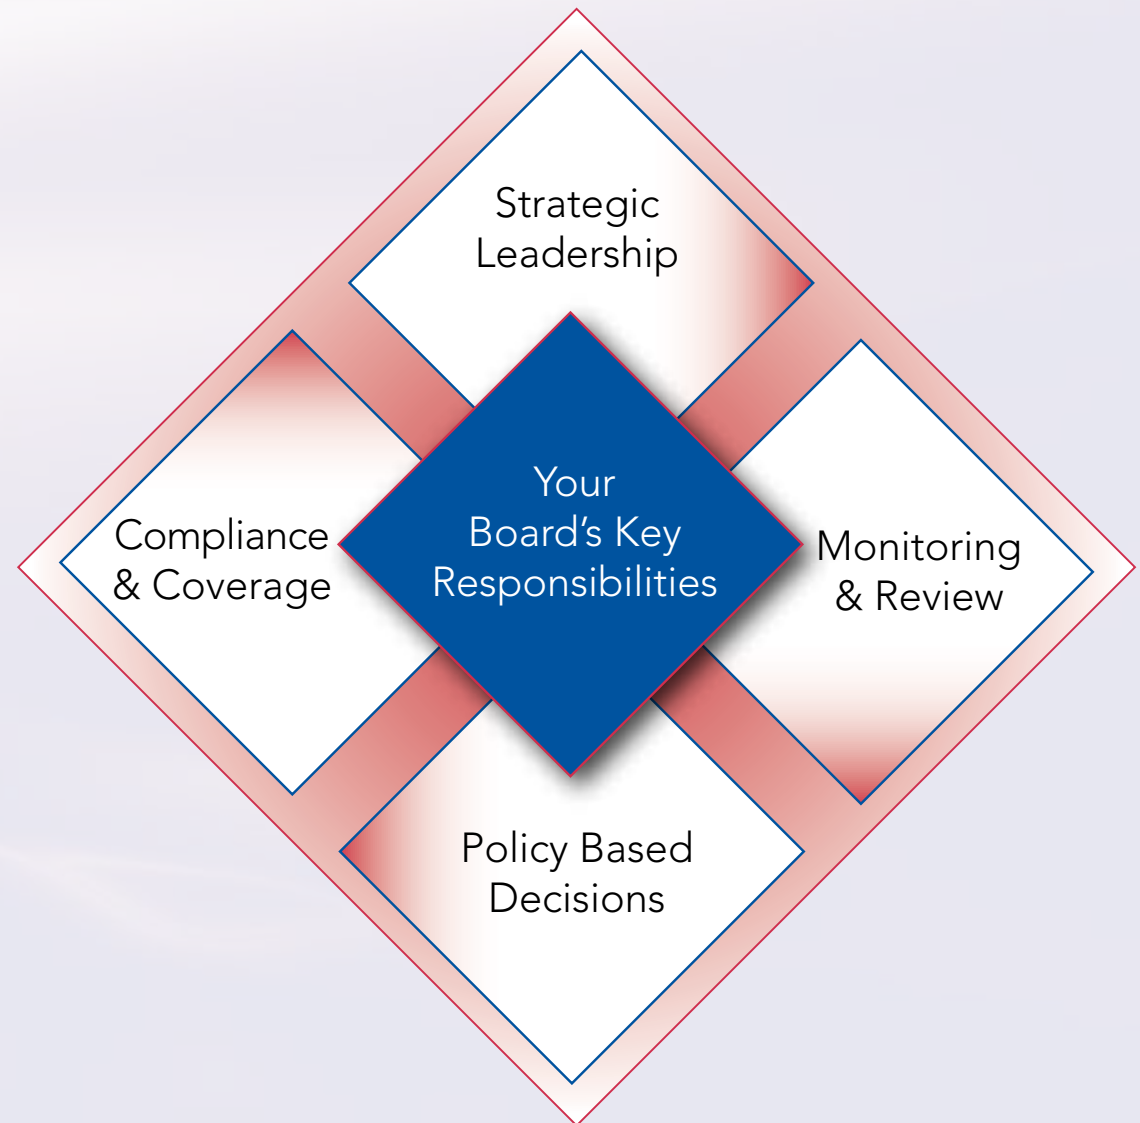 Strategic
Leadership
Your
Board’s Key
Responsibilities
Compliance
& Coverage
Monitoring
& Review
Policy Based
Decisions